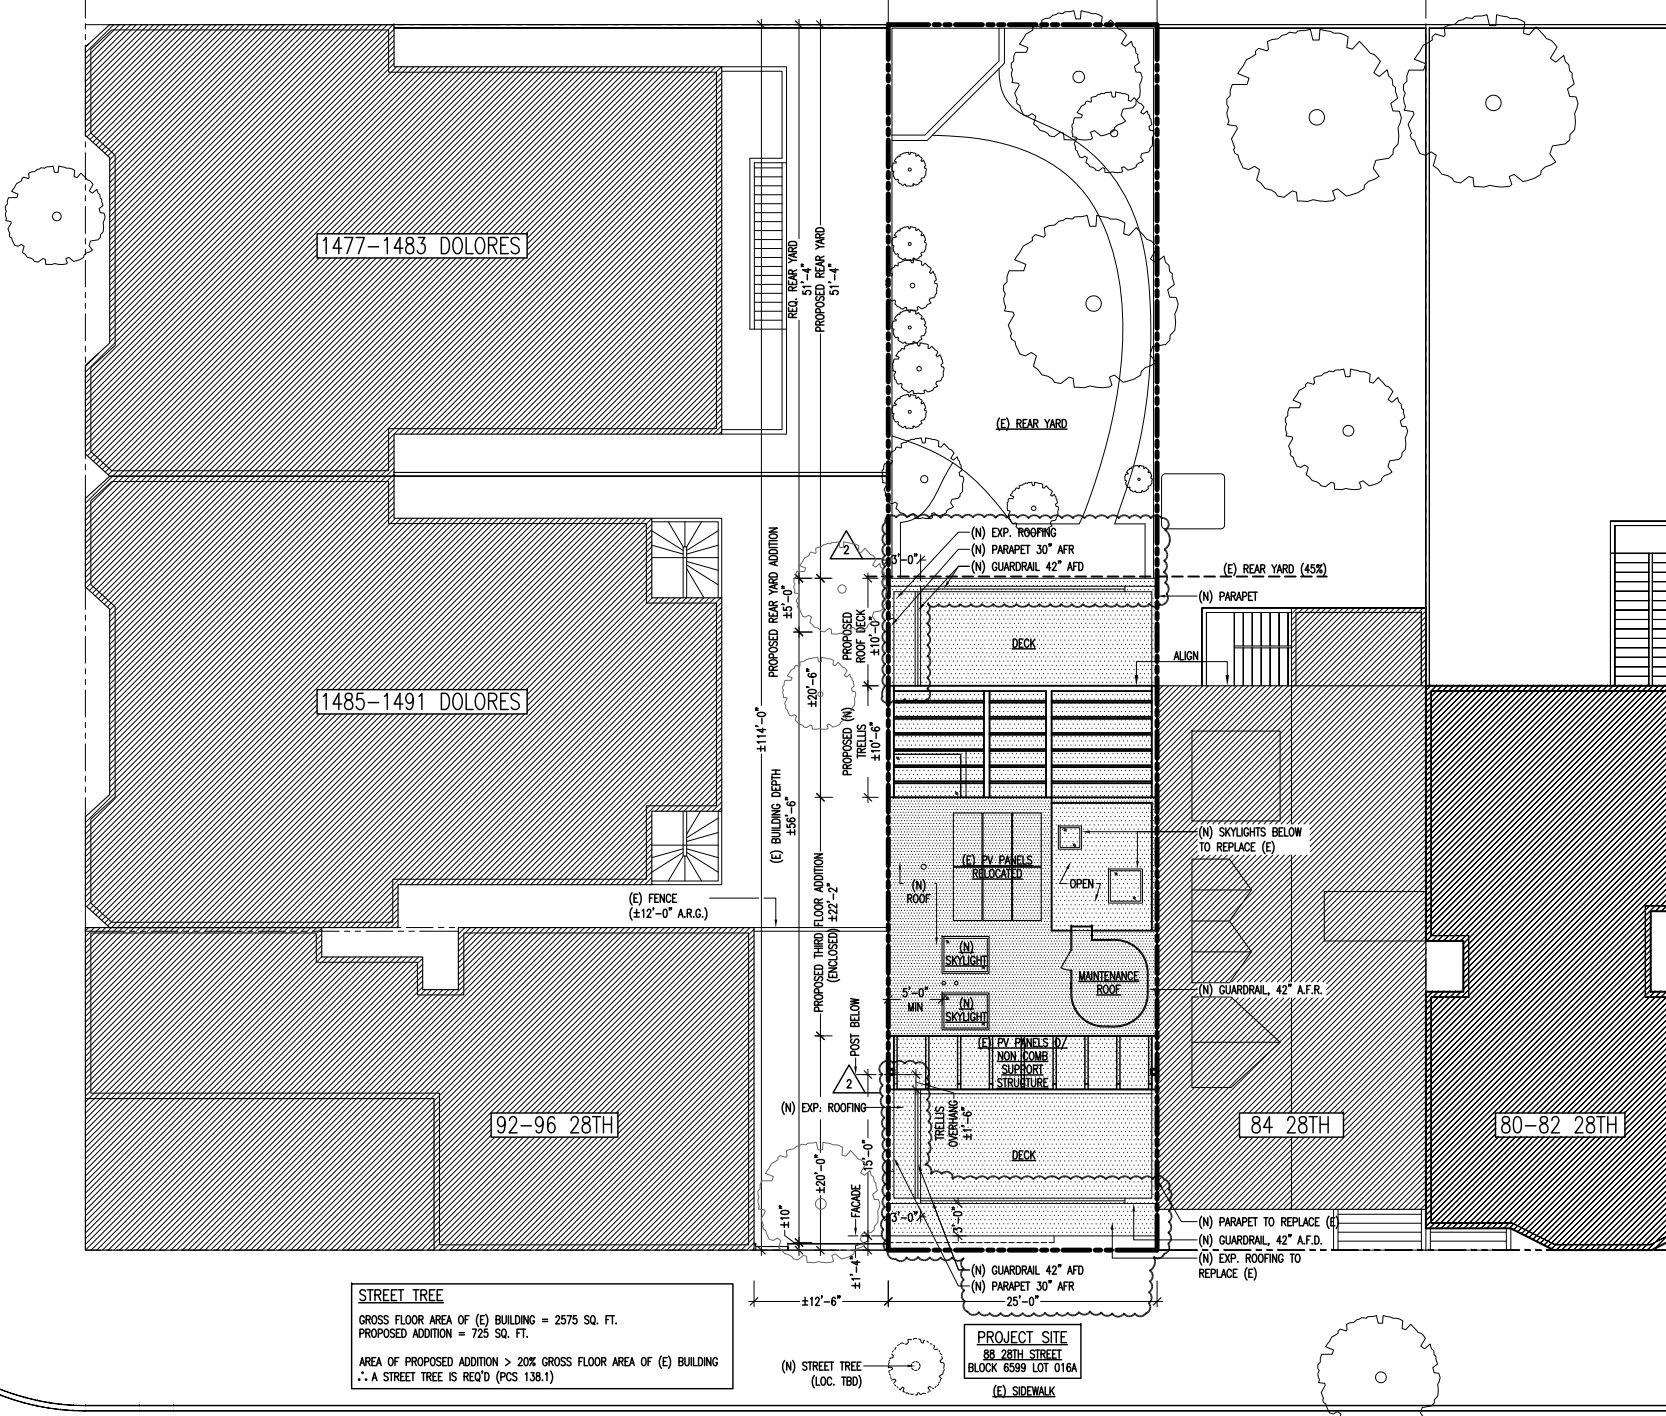 1477-1483 DOLORES
REQ. REAR YARD
51'-4"
PROPOSED REAR YARD
51'-4"
(E) REAR YARD
(N) EXP. ROOFING
(N) PARAPET 30" AFR
(N) GUARDRAIL 42" AFD
2
3'-0"
(E) REAR YARD (45%)
(N) PARAPET
PROPOSED REAR YARD ADDITION
±5'-0"
PROPOSED
ROOF DECK
±10'-0"
DECK
ALIGN
1485-1491 DOLORES
±114'-0"
±20'-6"
PROPOSED (N)
TRELLIS
±10'-6"
(E) BUILDING DEPTH
±56'-6"
(N) SKYLIGHTS BELOW
TO REPLACE (E)
(E) PV PANELS
RELOCATED
OPEN
(N)
ROOF
(E) FENCE
(±12'-0" A.R.G.)
PROPOSED THIRD FLOOR ADDITION
(ENCLOSED) ±22'-2"
(N)
SKYLIGHT
MAINTENANCE
ROOF
(N) GUARDRAIL, 42" A.F.R.
5'-0"
MIN
(N)
SKYLIGHT
POST BELOW
(E) PV PANELS O/
NON COMB
SUPPORT
STRUCTURE
2
(N) EXP. ROOFING
TRELLIS
OVERHANG
±1'-6"
92-96 28TH
84 28TH
80-82 28TH
DECK
15'-0"
±20'-0"
FACADE
±10"
3'-0"
3'-0"
±1'-4"
(N) PARAPET TO REPLACE (E)
(N) GUARDRAIL, 42" A.F.D.
(N) EXP. ROOFING TO
REPLACE (E)
(N) GUARDRAIL 42" AFD
(N) PARAPET 30" AFR
±12'-6"
25'-0"
STREET TREE
GROSS FLOOR AREA OF (E) BUILDING = 2575 SQ. FT.
PROPOSED ADDITION = 725 SQ. FT.
AREA OF PROPOSED ADDITION > 20% GROSS FLOOR AREA OF (E) BUILDING
∴ A STREET TREE IS REQ'D (PCS 138.1)
(N) STREET TREE
(LOC. TBD)
PROJECT SITE
88 28TH STREET
BLOCK 6599 LOT 016A
(E) SIDEWALK